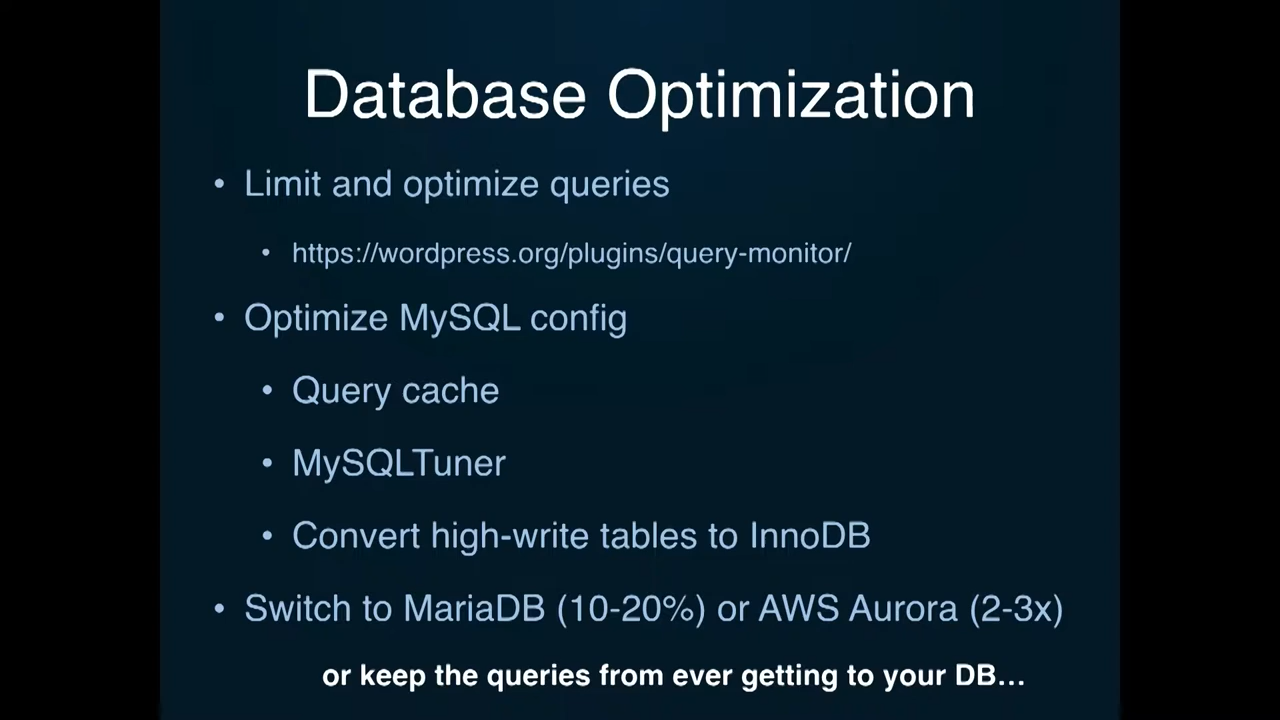 Database Optimization
• Limit and optimize queries
• https://wordpress.org/plugins/query-monitor/
• Optimize MySQL config
• Query cache
• MySQLTuner
• Convert high-write tables to InnoDB
• Switch to MariaDB (10-20%) or AWS Aurora (2-3x)
or keep the queries from ever getting to your DB...